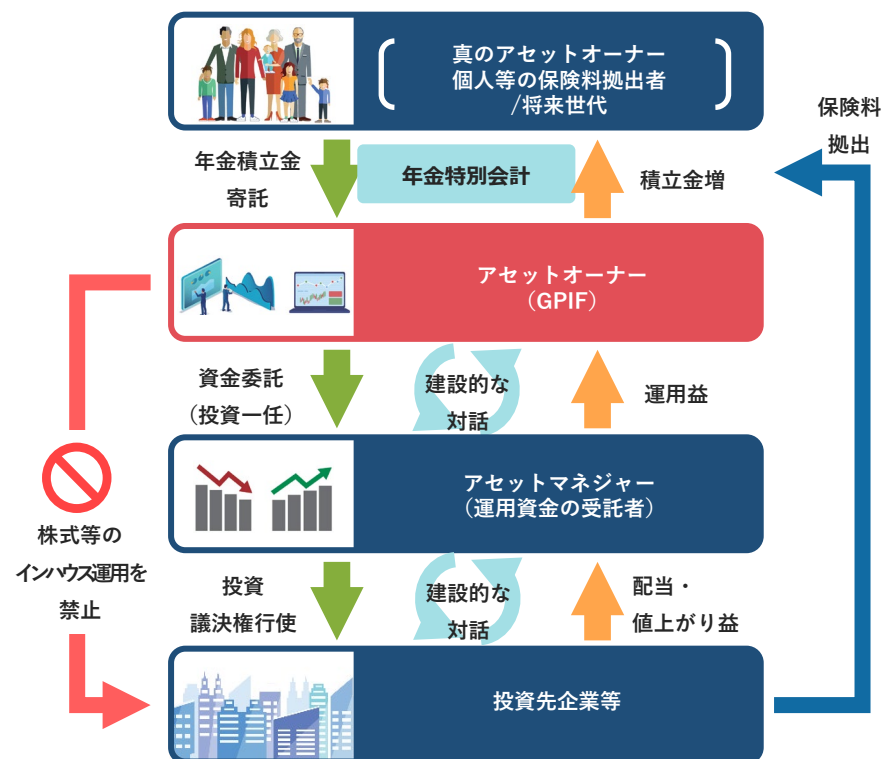 真のアセットオーナー
個人等の保険料拠出者
/将来世代
保険料
拠出
年金積立金
寄託
年金特別会計
積立金増
アセットオーナー
（GPIF）
資金委託
（投資一任）
建設的な
対話
運用益
アセットマネジャー
（運用資金の受託者）
株式等の
インハウス運用を
禁止
投資
議決権行使
建設的な
対話
配当・
値上がり益
投資先企業等